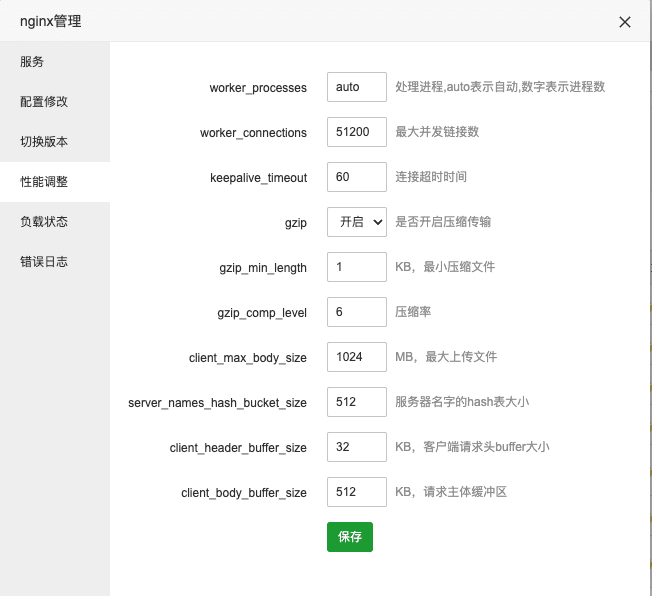 nginx管理
服务
配置修改
切换版本
性能调整
负载状态
错误日志
worker_processes auto 处理进程,auto表示自动,数字表示进程数
worker_connections 51200 最大并发链接数
keepalive_timeout 60 连接超时时间
gzip 开启 是否开启压缩传输
gzip_min_length 1 KB，最小压缩文件
gzip_comp_level 6 压缩率
client_max_body_size 1024 MB，最大上传文件
server_names_hash_bucket_size 512 服务器名字的hash表大小
client_header_buffer_size 32 KB，客户端请求头buffer大小
client_body_buffer_size 512 KB，请求主体缓冲区
保存